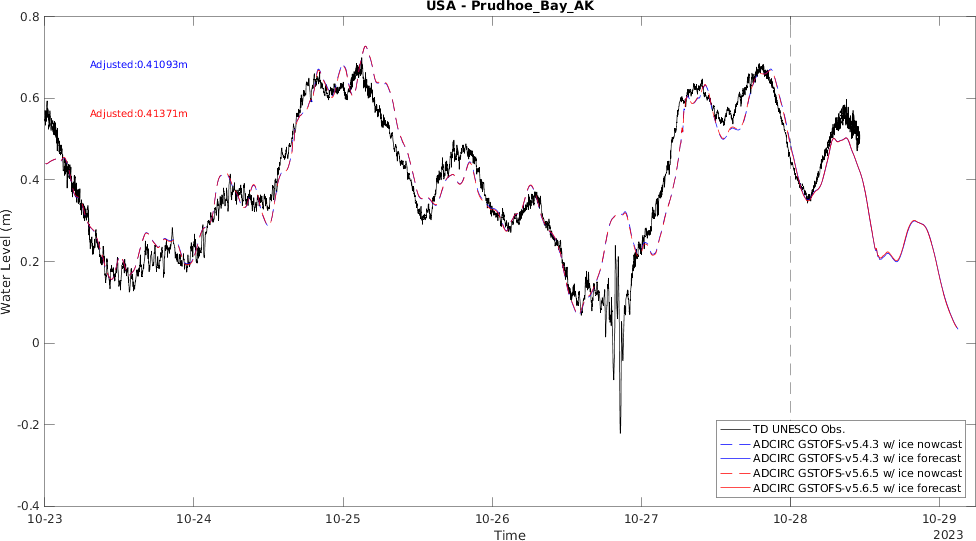 USA - Prudhoe_Bay_AK
0.8
Adjusted:0.41093m
0.6
Adjusted:0.41371m
0.4
Water Level (m)
0.2
0
-0.2
TD UNESCO Obs.
ADCIRC GSTOFS-v5.4.3 w/ ice nowcast
ADCIRC GSTOFS-v5.4.3 w/ ice forecast
ADCIRC GSTOFS-v5.6.5 w/ ice nowcast
ADCIRC GSTOFS-v5.6.5 w/ ice forecast
-0.4
10-23 10-24 10-25 10-26 10-27 10-28 10-29
Time 2023